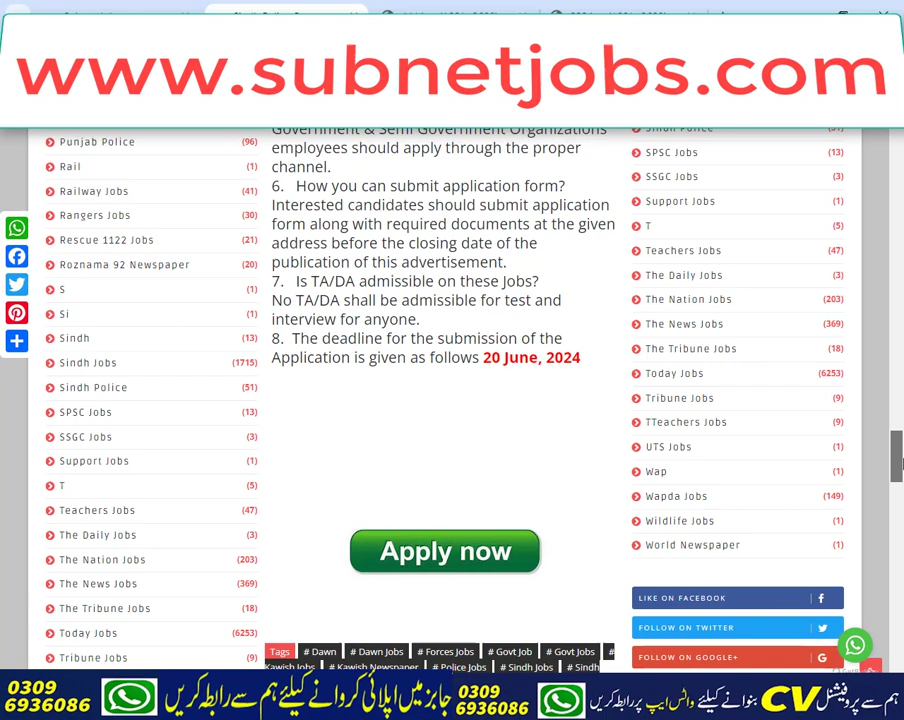 www.subnetjobs.com
Punjab Police (96)
Rail (1)
Railway Jobs (41)
Rangers Jobs (30)
Rescue 1122 Jobs (21)
Roznama 92 Newspaper (20)
S (1)
Si (1)
Sindh (13)
Sindh Jobs (1715)
Sindh Police (51)
SPSC Jobs (13)
SSGC Jobs (3)
Support Jobs (1)
T (5)
Teachers Jobs (47)
The Daily Jobs (3)
The Nation Jobs (203)
The News Jobs (369)
The Tribune Jobs (18)
Today Jobs (6253)
Tribune Jobs (9)
Government & Semi Government Organizations
employees should apply through the proper
channel.
6. How you can submit application form?
Interested candidates should submit application
form along with required documents at the given
address before the closing date of the
publication of this advertisement.
7. Is TA/DA admissible on these Jobs?
No TA/DA shall be admissible for test and
interview for anyone.
8. The deadline for the submission of the
Application is given as follows 20 June, 2024
Apply now
Tags # Dawn # Dawn Jobs # Forces Jobs # Govt Job # Govt Jobs #
Kawish Jobs # Kawish Newspaper # Police Jobs # Sindh Jobs # Sindh
Sindh Police (51)
SPSC Jobs (13)
SSGC Jobs (3)
Support Jobs (1)
T (5)
Teachers Jobs (47)
The Daily Jobs (3)
The Nation Jobs (203)
The News Jobs (369)
The Tribune Jobs (18)
Today Jobs (6253)
Tribune Jobs (9)
TTeachers Jobs (9)
UTS Jobs (1)
Wap (1)
Wapda Jobs (149)
Wildlife Jobs (1)
World Newspaper (1)
LIKE ON FACEBOOK
FOLLOW ON TWITTER
FOLLOW ON GOOGLE+
0309
6936086
جابز میں اپلائی کروانے کیلئے ہم سے رابطہ کریں
0309
6936086
ہم سے پروفیشنل CV بنوانے کیلئے واٹس ایپ پر رابطہ کریں